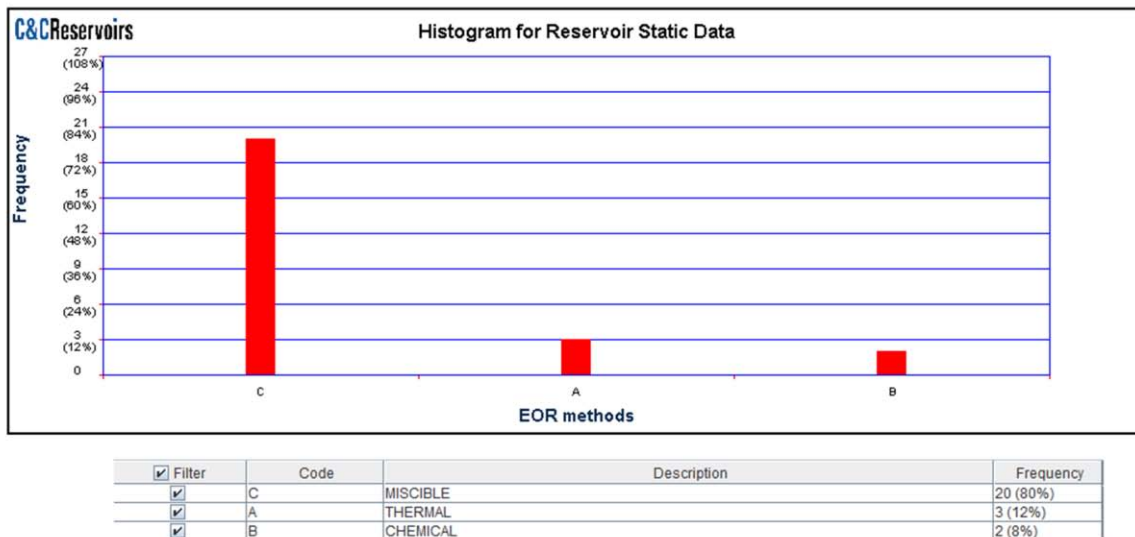 C&CReservoirs
Histogram for Reservoir Static Data
Frequency
27
(108%)
24
(96%)
21
(84%)
18
(72%)
15
(60%)
12
(48%)
9
(36%)
6
(24%)
3
(12%)
0
C A B
EOR methods
Filter Code Description Frequency
C MISCIBLE 20 (80%)
A THERMAL 3 (12%)
B CHEMICAL 2 (8%)